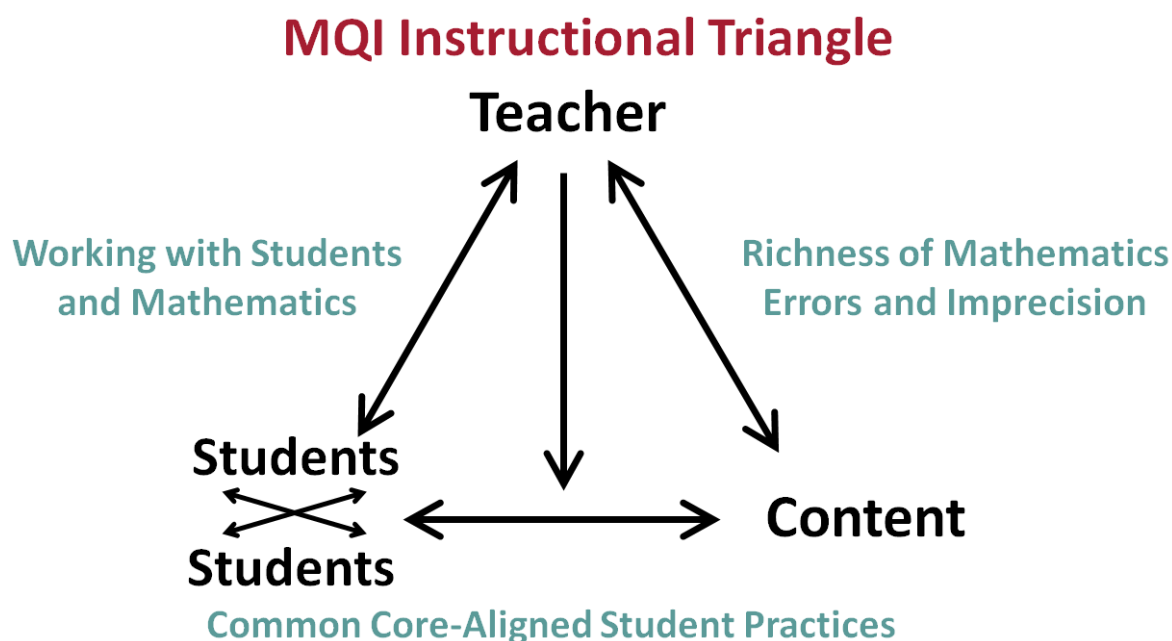 MQI Instructional Triangle
Teacher
Working with Students
and Mathematics
Richness of Mathematics
Errors and Imprecision
Students
Students
Content
Common Core-Aligned Student Practices